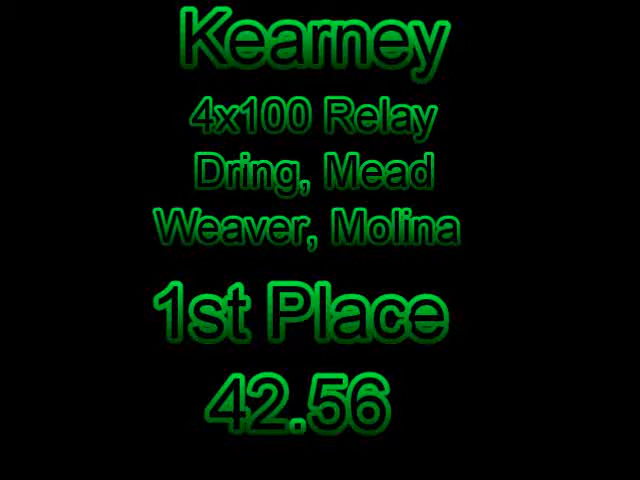 Kearney
4x100 Relay
Dring, Mead
Weaver, Molina
1st Place
42.56